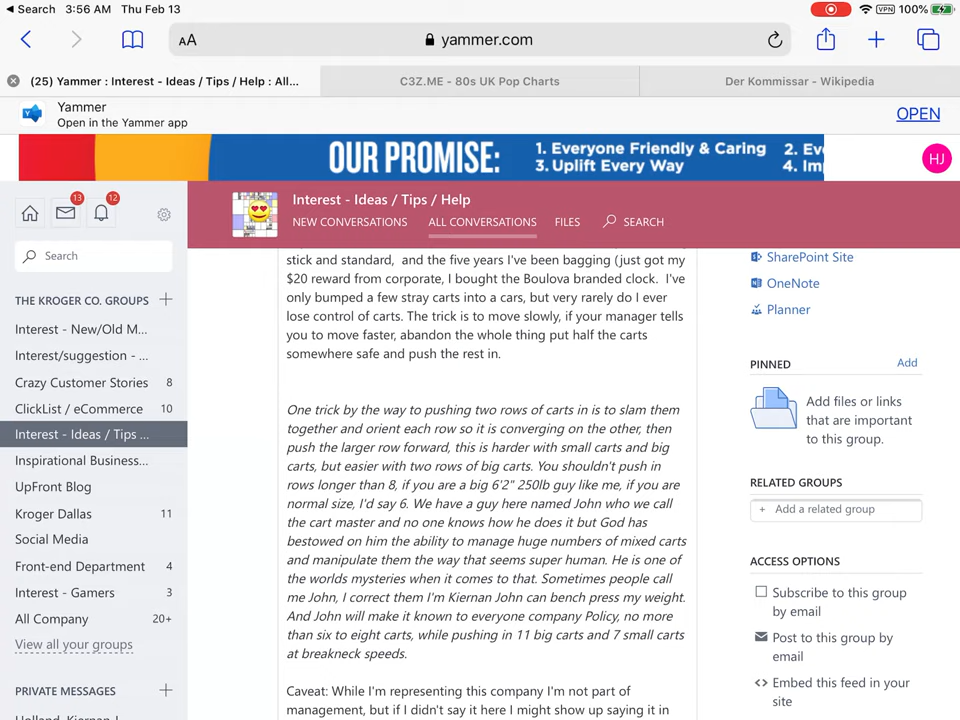 Search 3:56 AM Thu Feb 13 VPN 100%
AA yammer.com
(25) Yammer : Interest - Ideas / Tips / Help : All... C3Z.ME - 80s UK Pop Charts Der Kommissar - Wikipedia
Yammer
Open in the Yammer app
OPEN
OUR PROMISE:
1. Everyone Friendly & Caring 2. Eve
3. Uplift Every Way 4. Im
HJ
13 12
Interest - Ideas / Tips / Help
NEW CONVERSATIONS ALL CONVERSATIONS FILES SEARCH
Search
THE KROGER CO. GROUPS
Interest - New/Old M...
Interest/suggestion - ...
Crazy Customer Stories 8
ClickList / eCommerce 10
Interest - Ideas / Tips ...
Inspirational Business...
UpFront Blog
Kroger Dallas 11
Social Media
Front-end Department 4
Interest - Gamers 3
All Company 20+
View all your groups
PRIVATE MESSAGES
Holland, Kiernan J
stick and standard, and the five years I've been bagging (just got my
$20 reward from corporate, I bought the Boulova branded clock. I've
only bumped a few stray carts into a cars, but very rarely do I ever
lose control of carts. The trick is to move slowly, if your manager tells
you to move faster, abandon the whole thing put half the carts
somewhere safe and push the rest in.
One trick by the way to pushing two rows of carts in is to slam them
together and orient each row so it is converging on the other, then
push the larger row forward, this is harder with small carts and big
carts, but easier with two rows of big carts. You shouldn't push in
rows longer than 8, if you are a big 6'2" 250lb guy like me, if you are
normal size, I'd say 6. We have a guy here named John who we call
the cart master and no one knows how he does it but God has
bestowed on him the ability to manage huge numbers of mixed carts
and manipulate them the way that seems super human. He is one of
the worlds mysteries when it comes to that. Sometimes people call
me John, I correct them I'm Kiernan John can bench press my weight.
And John will make it known to everyone company Policy, no more
than six to eight carts, while pushing in 11 big carts and 7 small carts
at breakneck speeds.
Caveat: While I'm representing this company I'm not part of
management, but if I didn't say it here I might show up saying it in
SharePoint Site
OneNote
Planner
PINNED Add
Add files or links
that are important
to this group.
RELATED GROUPS
+ Add a related group
ACCESS OPTIONS
Subscribe to this group
by email
Post to this group by
email
Embed this feed in your
site